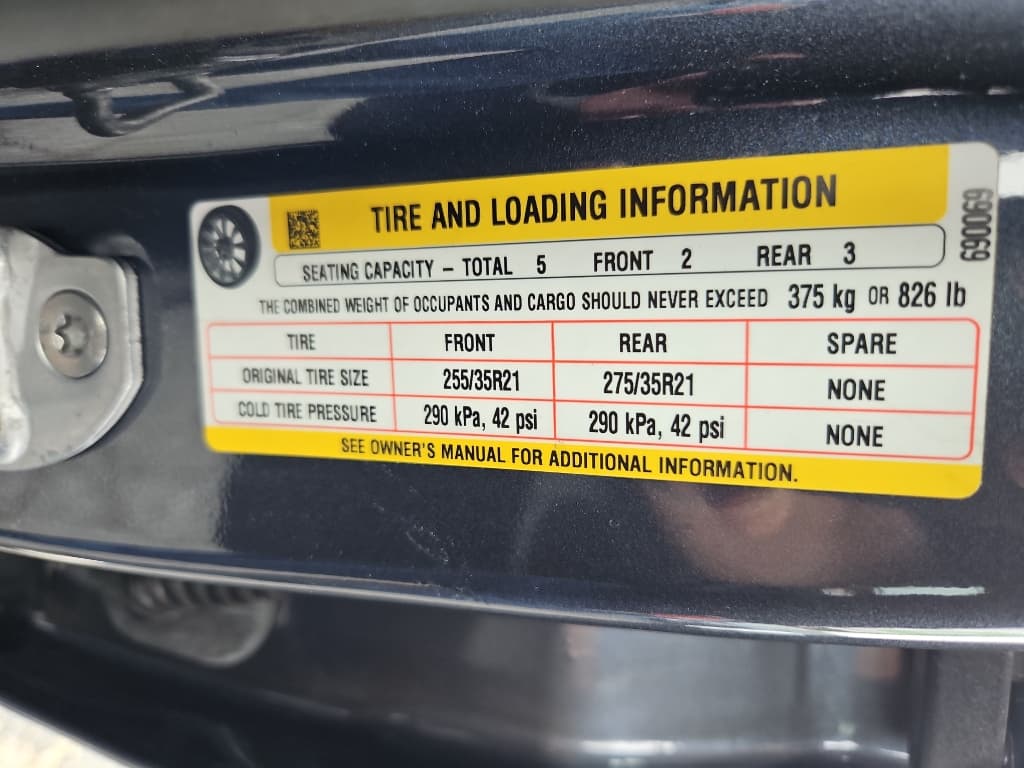 TIRE AND LOADING INFORMATION
SEATING CAPACITY – TOTAL 5 FRONT 2 REAR 3
THE COMBINED WEIGHT OF OCCUPANTS AND CARGO SHOULD NEVER EXCEED 375 kg OR 826 lb
TIRE FRONT REAR SPARE
ORIGINAL TIRE SIZE 255/35R21 275/35R21 NONE
COLD TIRE PRESSURE 290 kPa, 42 psi 290 kPa, 42 psi NONE
SEE OWNER'S MANUAL FOR ADDITIONAL INFORMATION.
690069